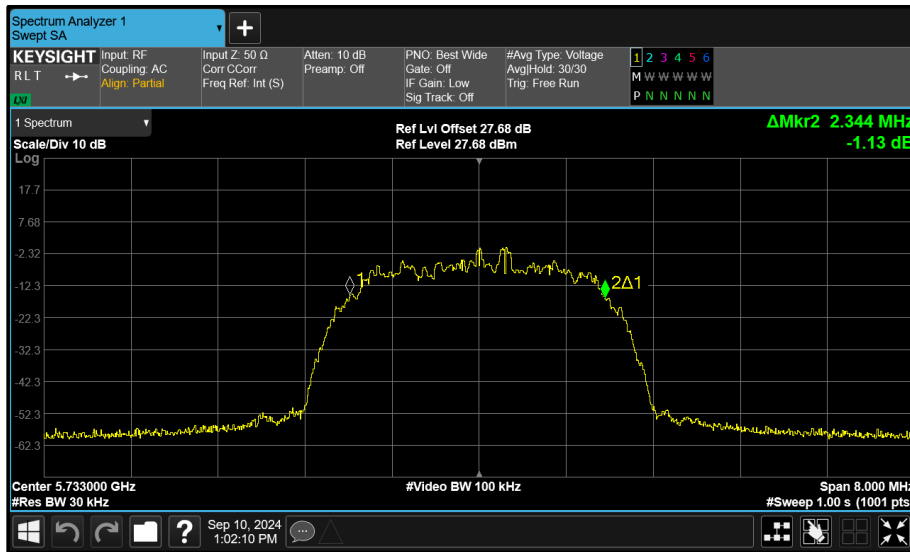 Spectrum Analyzer 1
Swept SA
+
KEYSIGHT
RLT
LXI
Input: RF
Coupling: AC
Align: Partial
Input Z: 50 Ω
Corr CCorr
Freq Ref: Int (S)
Atten: 10 dB
Preamp: Off
PNO: Best Wide
Gate: Off
IF Gain: Low
Sig Track: Off
#Avg Type: Voltage
Avg|Hold: 30/30
Trig: Free Run
1 2 3 4 5 6
M W W W W W
P N N N N N
1 Spectrum
Scale/Div 10 dB
Ref Lvl Offset 27.68 dB
Ref Level 27.68 dBm
ΔMkr2 2.344 MHz
-1.13 dB
Log
17.7
7.68
-2.32
-12.3
-22.3
-32.3
-42.3
-52.3
-62.3
1
2Δ1
Center 5.733000 GHz
#Res BW 30 kHz
#Video BW 100 kHz
Span 8.000 MHz
#Sweep 1.00 s (1001 pts
?
Sep 10, 2024
1:02:10 PM